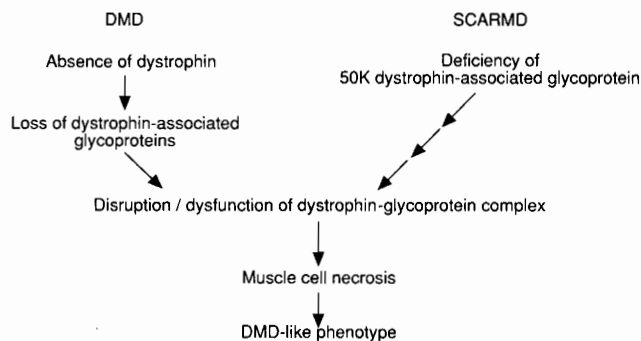 DMD
SCARMD
Absence of dystrophin
Deficiency of
50K dystrophin-associated glycoprotein
Loss of dystrophin-associated
glycoproteins
Disruption / dysfunction of dystrophin-glycoprotein complex
Muscle cell necrosis
DMD-like phenotype